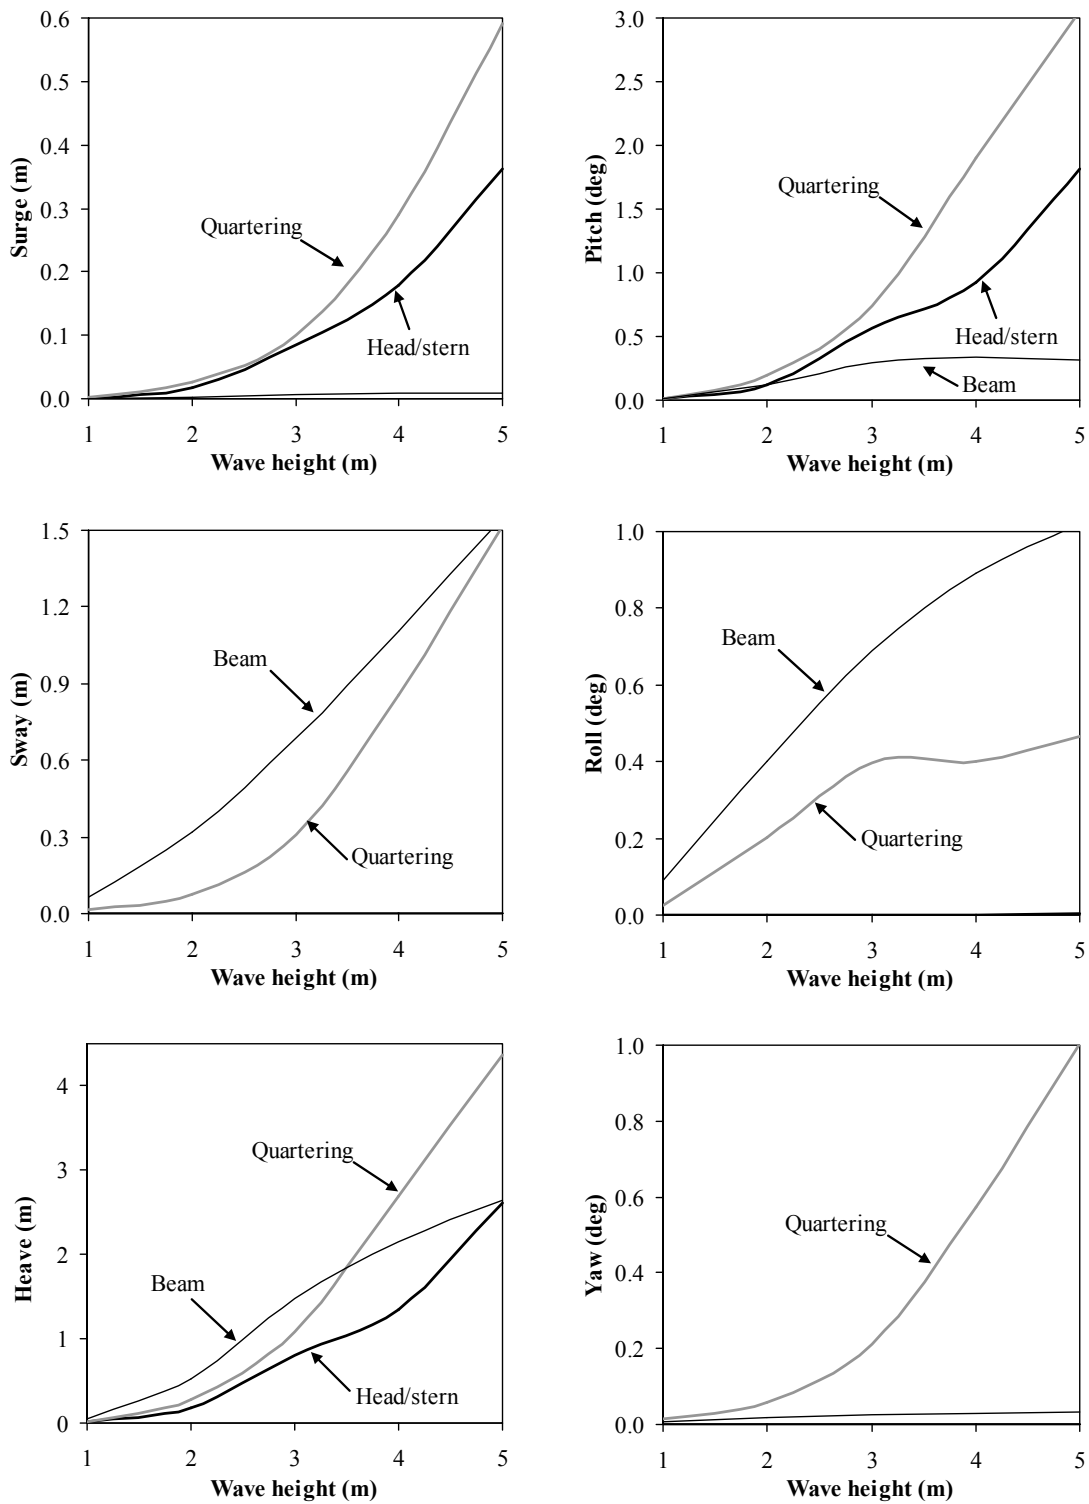 0.6
0.5
0.4
0.3
0.2
0.1
0.0
Surge (m)
Quartering
Head/stern
1 2 3 4 5
Wave height (m)
3.0
2.5
2.0
1.5
1.0
0.5
0.0
Pitch (deg)
Quartering
Head/stern
Beam
1 2 3 4 5
Wave height (m)
1.5
1.2
0.9
0.6
0.3
0.0
Sway (m)
Beam
Quartering
1 2 3 4 5
Wave height (m)
1.0
0.8
0.6
0.4
0.2
0.0
Roll (deg)
Beam
Quartering
1 2 3 4 5
Wave height (m)
4
3
2
1
0
Heave (m)
Quartering
Beam
Head/stern
1 2 3 4 5
Wave height (m)
1.0
0.8
0.6
0.4
0.2
0.0
Yaw (deg)
Quartering
1 2 3 4 5
Wave height (m)